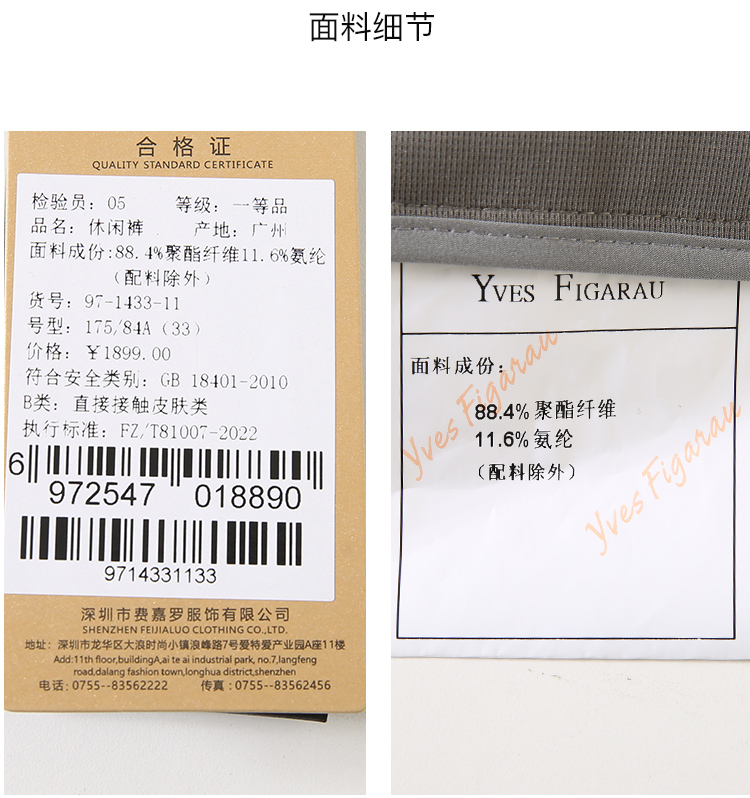 面料细节
合格证
QUALITY STANDARD CERTIFICATE
检验员：05 等级：一等品
品名：休闲裤 产地：广州
面料成份:88.4%聚酯纤维11.6%氨纶
（配料除外）
货号：97-1433-11
号型：175/84A（33）
价格：￥1899.00
符合安全类别：GB 18401-2010
B类：直接接触皮肤类
执行标准：FZ/T81007-2022
6 972547 018890
9714331133
深圳市费嘉罗服饰有限公司
SHENZHEN FEIJIALUO CLOTHING CO.,LTD.
地址：深圳市龙华区大浪时尚小镇浪峰路7号爱特爱产业园A座11楼
Add:11th floor,buildingA,ai te ai industrial park, no.7,langfeng
road,dalang fashion town,longhua district,shenzhen
电话：0755--83562222 传真：0755--83562456
YVES FIGARAU
面料成份：
88.4%聚酯纤维
11.6%氨纶
（配料除外）
Yves Figarau
Yves Figarau